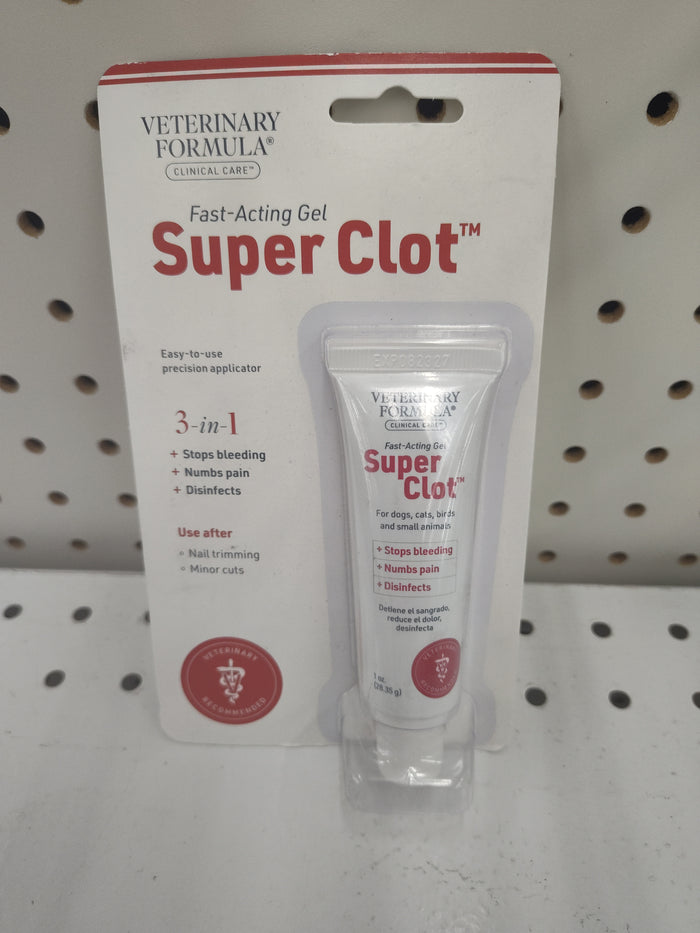 VETERINARY
FORMULA®
CLINICAL CARE™
Fast-Acting Gel
Super Clot™
Easy-to-use
precision applicator
3-in-1
+ Stops bleeding
+ Numbs pain
+ Disinfects
Use after
Nail trimming
Minor cuts
VETERINARY
RECOMMENDED
EXP082327
VETERINARY
FORMULA®
CLINICAL CARE™
Fast-Acting Gel
Super
Clot™
For dogs, cats, birds
and small animals
+ Stops bleeding
+ Numbs pain
+ Disinfects
Detiene el sangrado,
reduce el dolor,
desinfecta
1 oz.
(28.35 g)
VETERINARY
RECOMMENDED